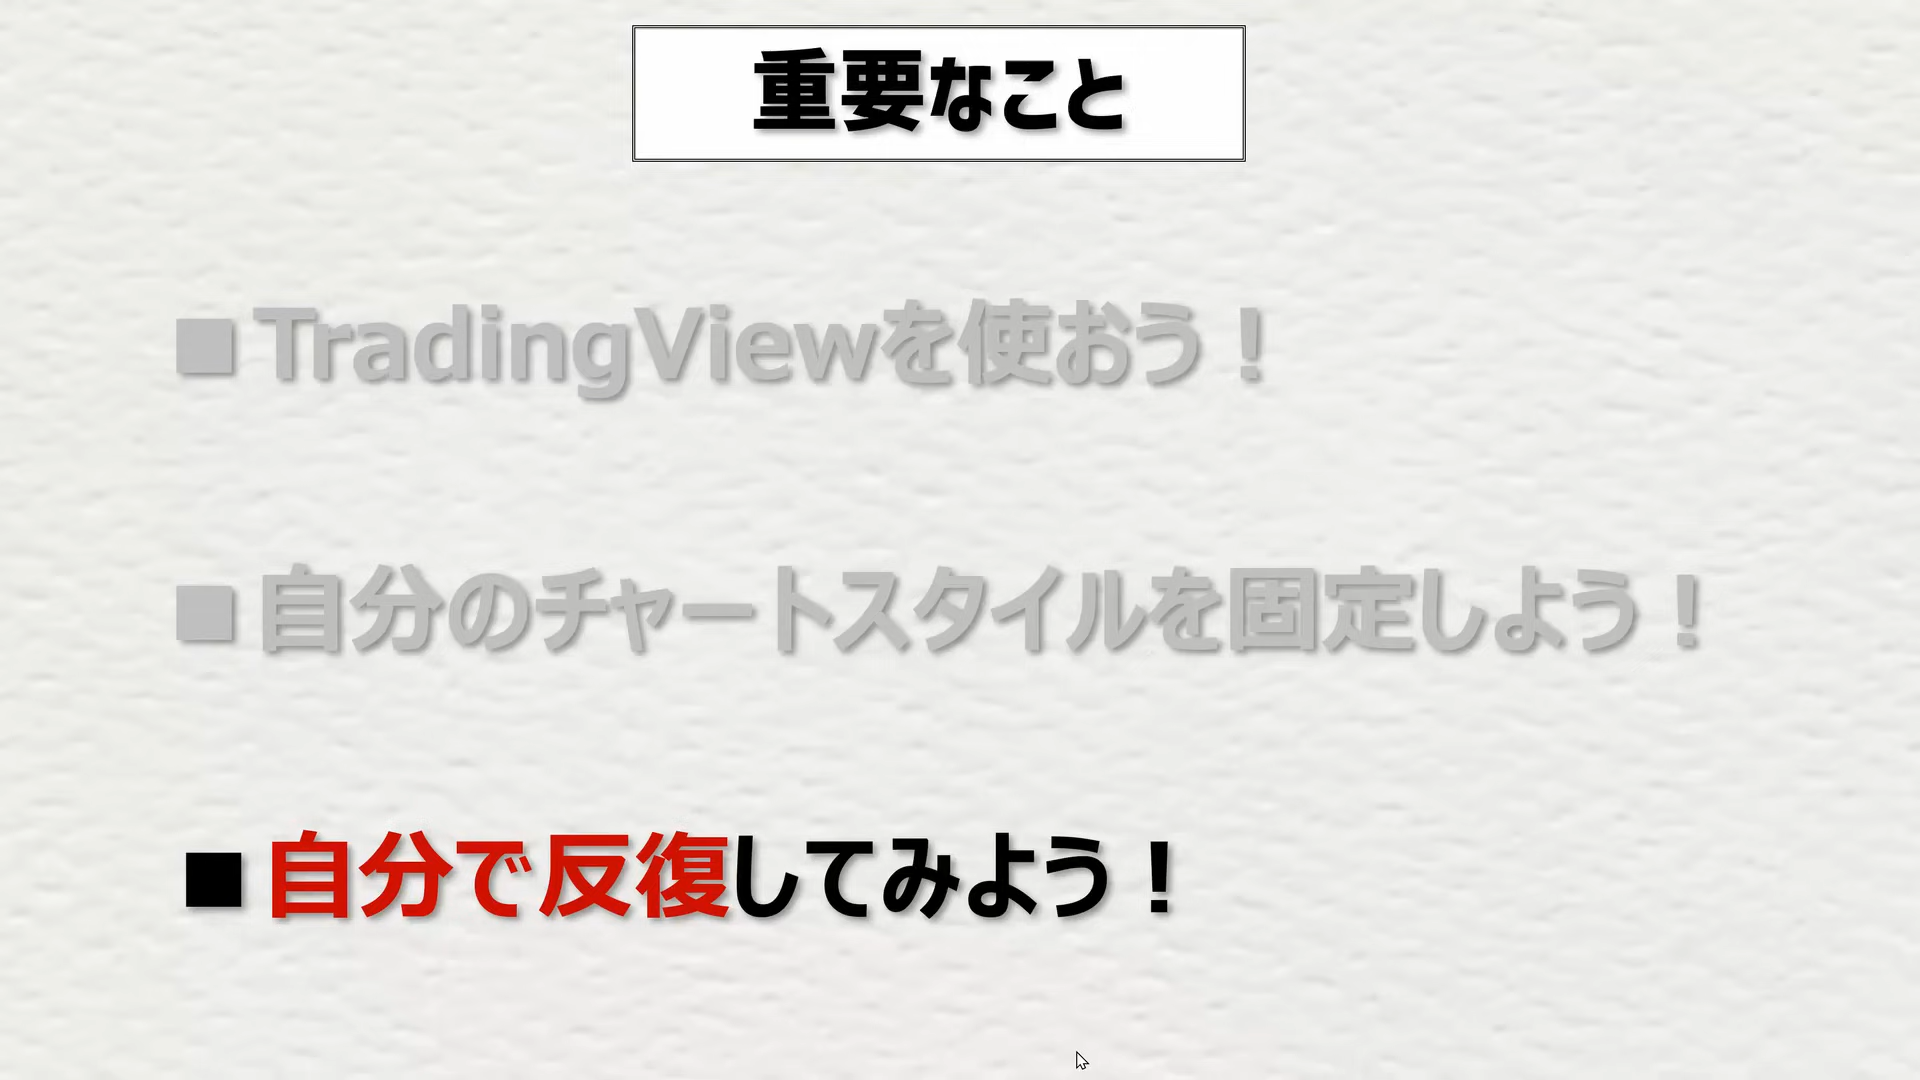 重要なこと
■TradingViewを使おう！
■自分のチャートスタイルを固定しよう！
■自分で反復してみよう！